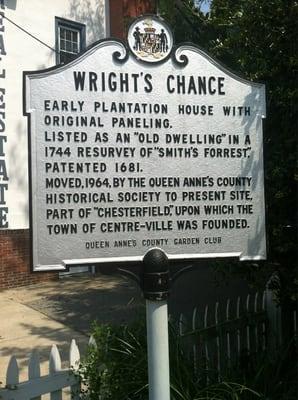 WRIGHT'S CHANCE
EARLY PLANTATION HOUSE WITH
ORIGINAL PANELING.
LISTED AS AN "OLD DWELLING" IN A
1744 RESURVEY OF "SMITH'S FORREST,"
PATENTED 1681.
MOVED, 1964, BY THE QUEEN ANNE'S COUNTY
HISTORICAL SOCIETY TO PRESENT SITE,
PART OF "CHESTERFIELD," UPON WHICH THE
TOWN OF CENTRE-VILLE WAS FOUNDED.
QUEEN ANNE'S COUNTY GARDEN CLUB
REAL ESTATE